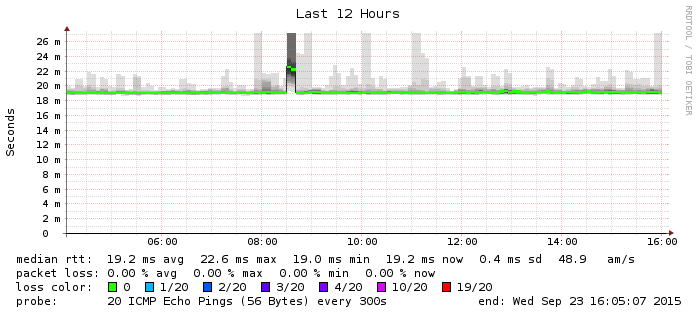 Last 12 Hours
RRDTOOL / TOBI OETIKER
Seconds
26 m
24 m
22 m
20 m
18 m
16 m
14 m
12 m
10 m
8 m
6 m
4 m
2 m
0
06:00 08:00 10:00 12:00 14:00 16:00
median rtt: 19.2 ms avg 22.6 ms max 19.0 ms min 19.2 ms now 0.4 ms sd 48.9 am/s
packet loss: 0.00 % avg 0.00 % max 0.00 % min 0.00 % now
loss color: 0 1/20 2/20 3/20 4/20 10/20 19/20
probe: 20 ICMP Echo Pings (56 Bytes) every 300s end: Wed Sep 23 16:05:07 2015